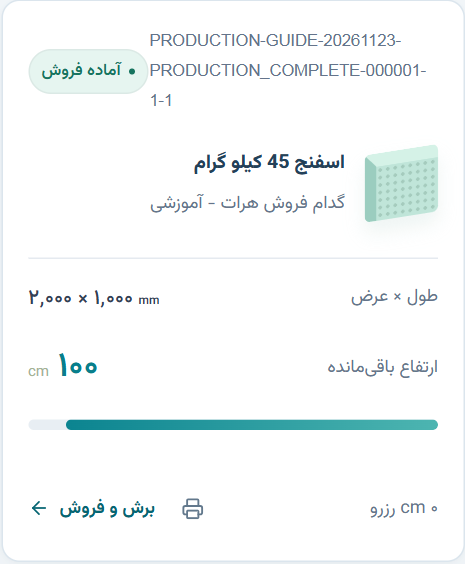 PRODUCTION-GUIDE-20261123-
PRODUCTION_COMPLETE-000001-
1-1
آماده فروش
اسفنج 45 کیلو گرام
گدام فروش هرات - آموزشی
طول × عرض
۲,۰۰۰ × ۱,۰۰۰ mm
ارتفاع باقی‌مانده
۱۰۰ cm
۰ cm رزرو
برش و فروش